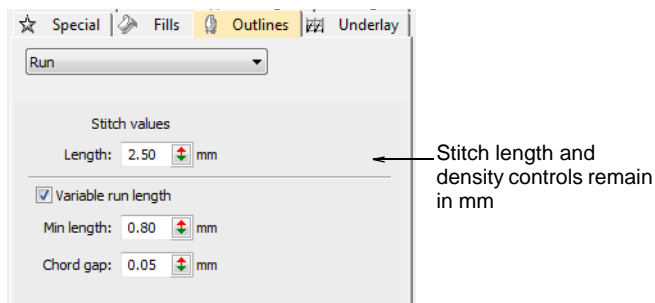 Special Fills Outlines Underlay
Run
Stitch values
Length: 2.50 mm
Stitch length and
density controls remain
in mm
Variable run length
Min length: 0.80 mm
Chord gap: 0.05 mm